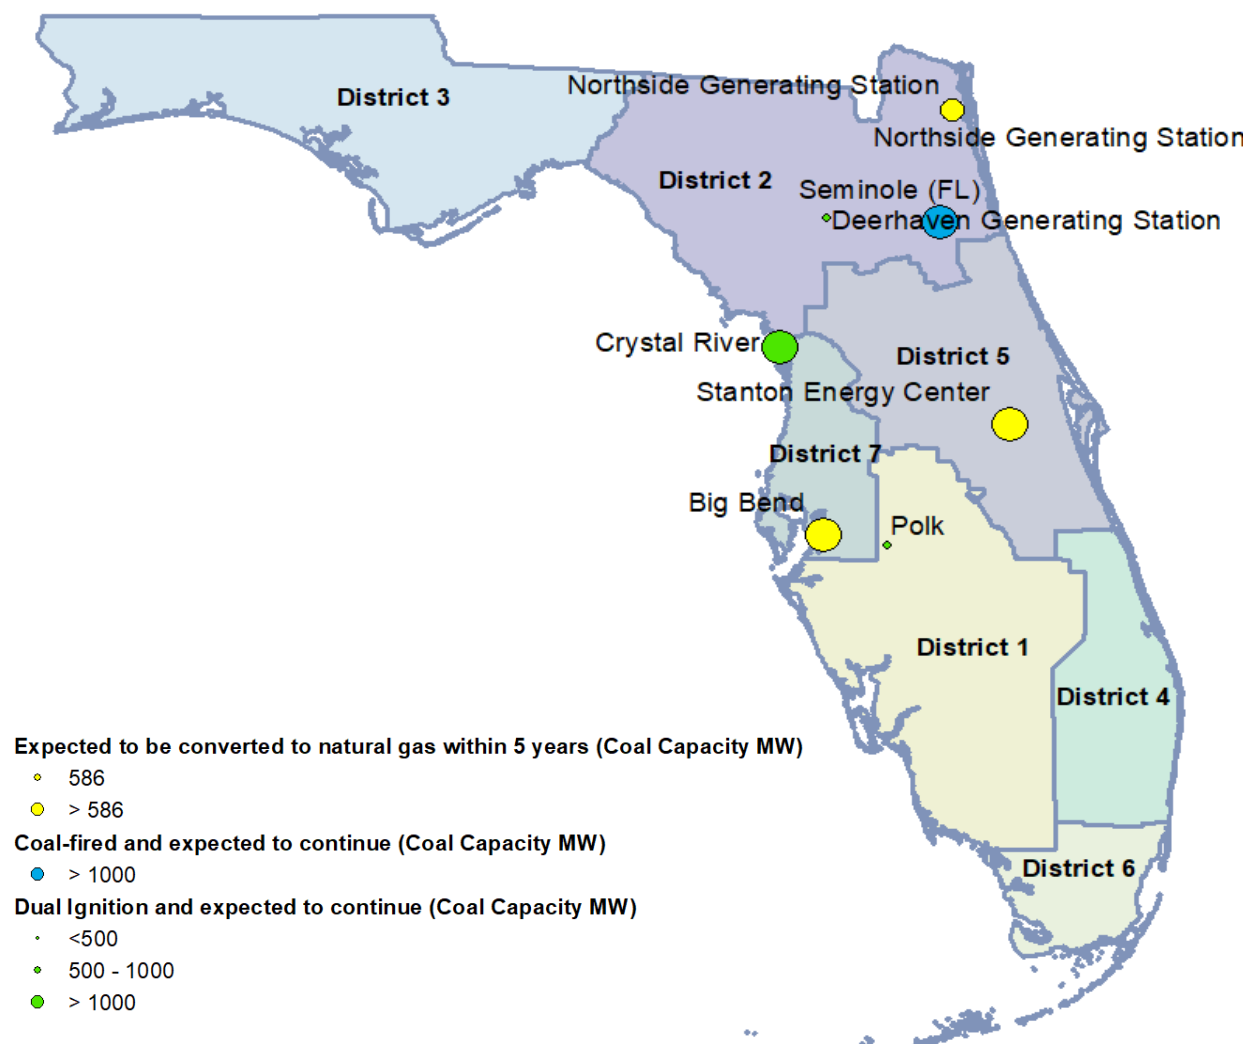 Northside Generating Station
District 3
Northside Generating Station
District 2
Seminole (FL)
Deerhaven Generating Station
Crystal River
District 5
Stanton Energy Center
District 7
Big Bend
Polk
District 1
District 4
Expected to be converted to natural gas within 5 years (Coal Capacity MW)
586
> 586
Coal-fired and expected to continue (Coal Capacity MW)
> 1000
District 6
Dual Ignition and expected to continue (Coal Capacity MW)
<500
500 - 1000
> 1000